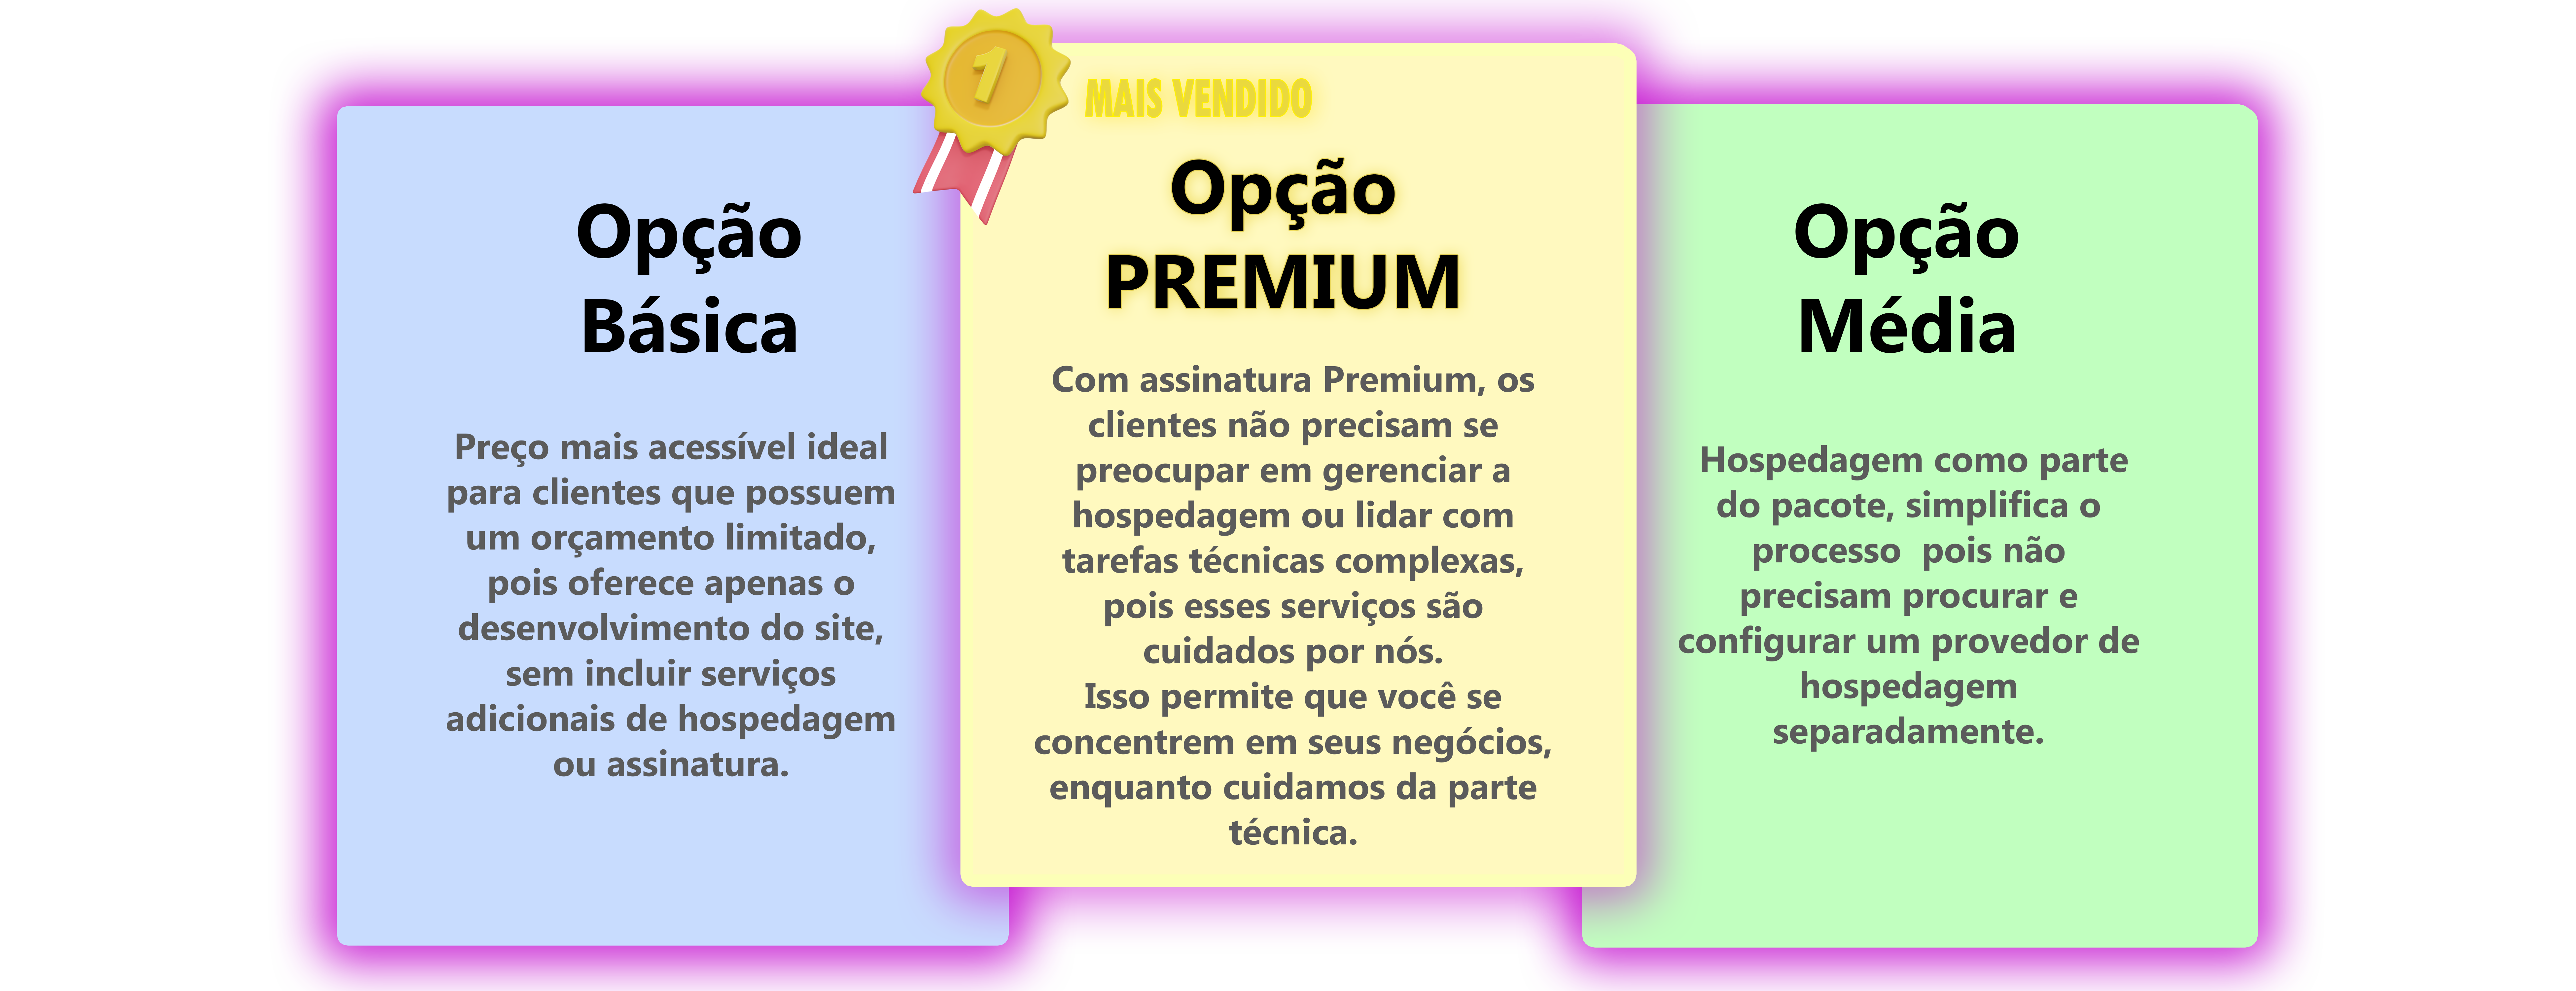 Opção
Básica
Preço mais acessível ideal
para clientes que possuem
um orçamento limitado,
pois oferece apenas o
desenvolvimento do site,
sem incluir serviços
adicionais de hospedagem
ou assinatura.
1
MAIS VENDIDO
Opção
PREMIUM
Com assinatura Premium, os
clientes não precisam se
preocupar em gerenciar a
hospedagem ou lidar com
tarefas técnicas complexas,
pois esses serviços são
cuidados por nós.
Isso permite que você se
concentrem em seus negócios,
enquanto cuidamos da parte
técnica.
Opção
Média
Hospedagem como parte
do pacote, simplifica o
processo  pois não
precisam procurar e
configurar um provedor de
hospedagem
separadamente.